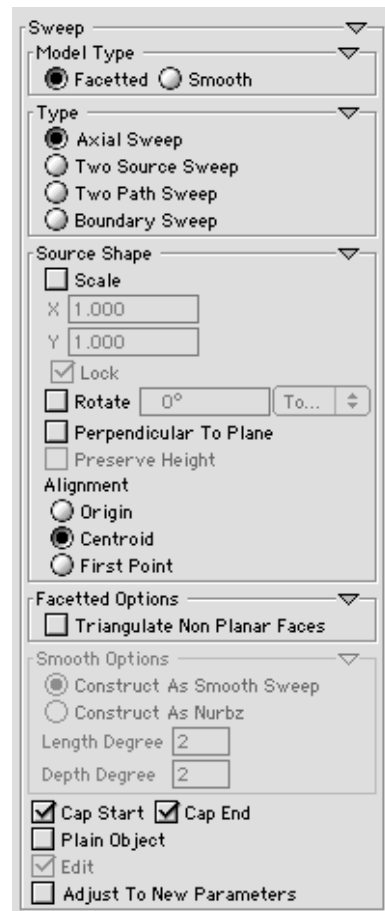 Sweep
Model Type
Facetted Smooth
Type
Axial Sweep
Two Source Sweep
Two Path Sweep
Boundary Sweep
Source Shape
Scale
X 1.000
Y 1.000
Lock
Rotate 0° To...
Perpendicular To Plane
Preserve Height
Alignment
Origin
Centroid
First Point
Facetted Options
Triangulate Non Planar Faces
Smooth Options
Construct As Smooth Sweep
Construct As Nurbz
Length Degree 2
Depth Degree 2
Cap Start Cap End
Plain Object
Edit
Adjust To New Parameters